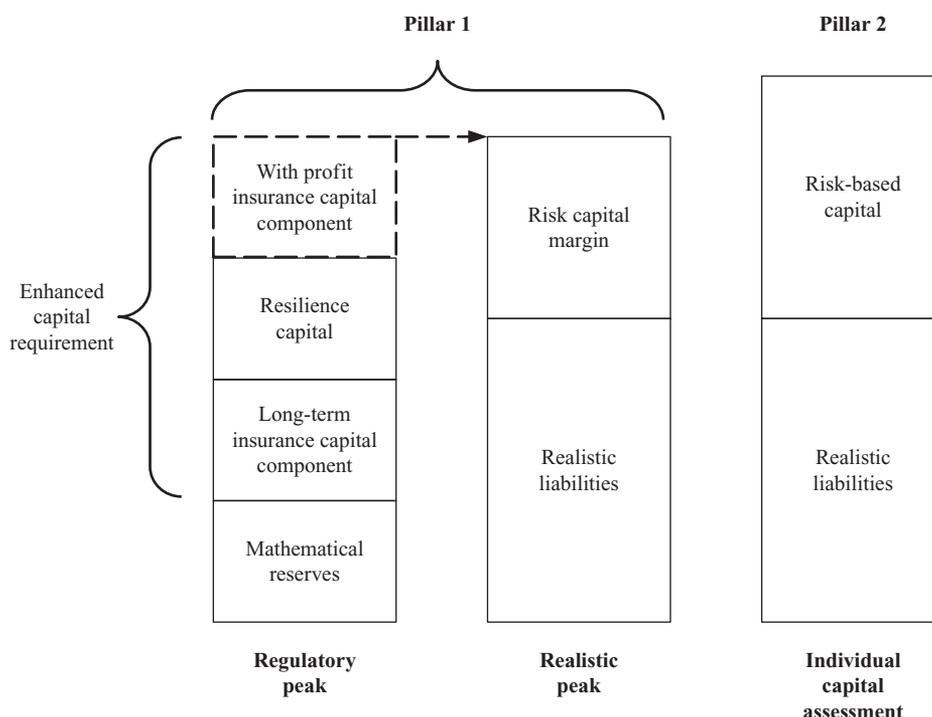 Pillar 1
Pillar 2
With profit
insurance capital
component
Resilience
capital
Long-term
insurance capital
component
Mathematical
reserves
Enhanced
capital
requirement
Risk capital
margin
Realistic
liabilities
Risk-based
capital
Realistic
liabilities
Regulatory
peak
Realistic
peak
Individual
capital
assessment